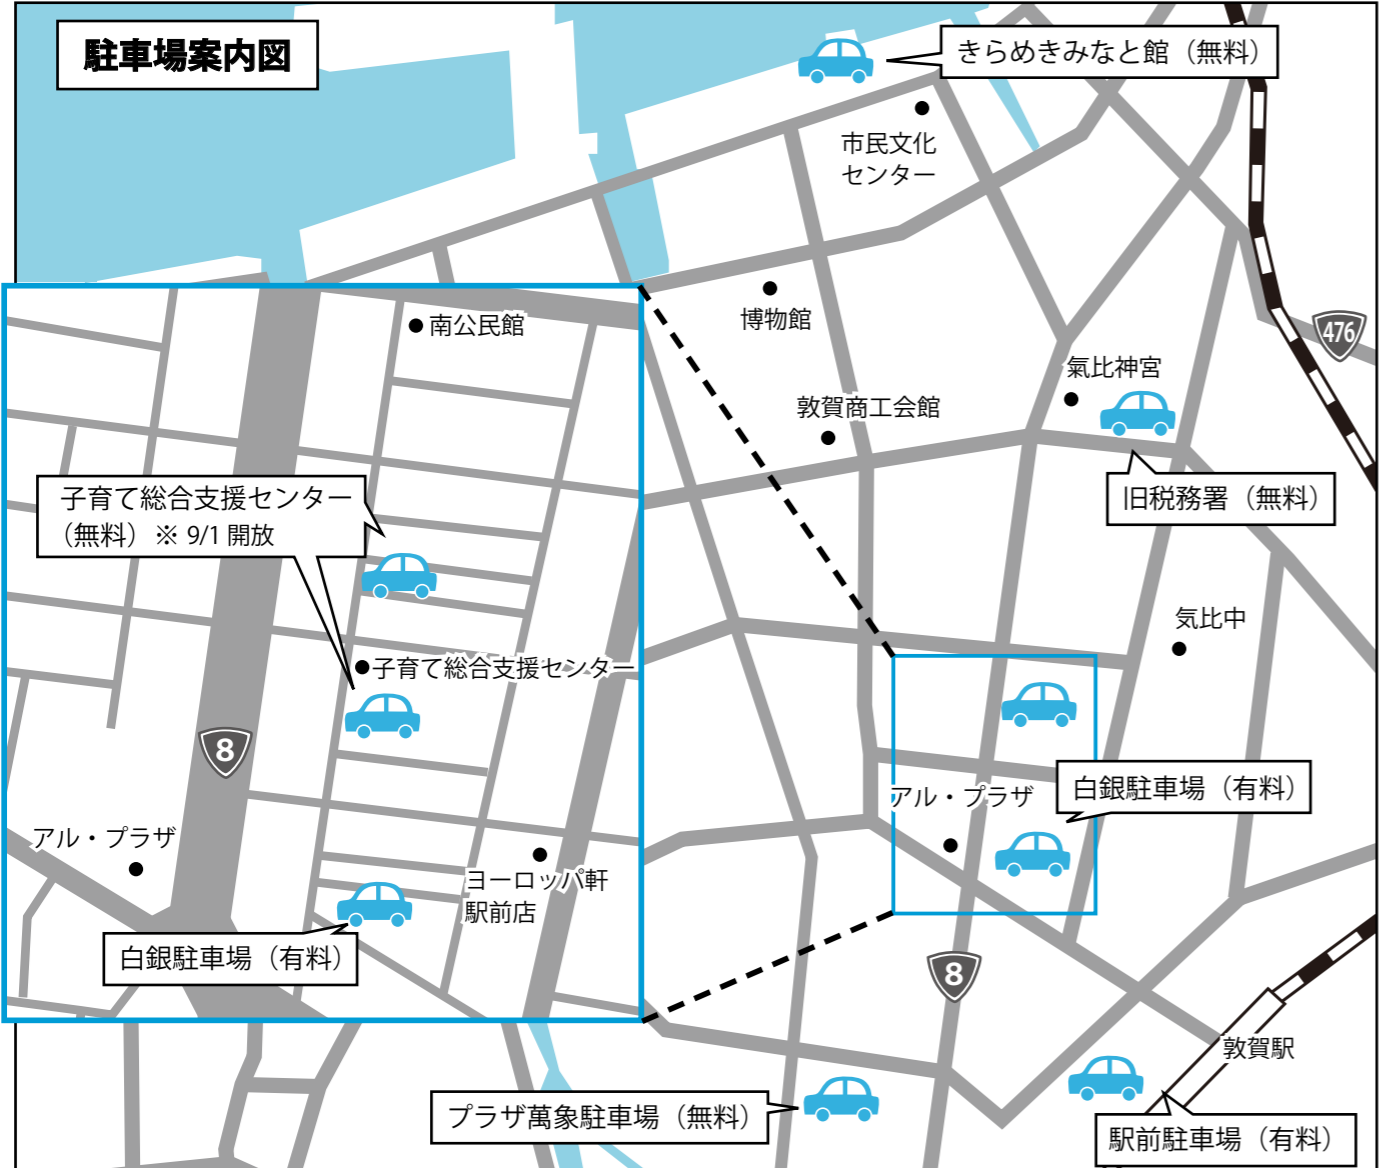 駐車場案内図
きらめきみなと館（無料）
市民文化
センター
博物館
476
氣比神宮
敦賀商工会館
旧税務署（無料）
気比中
南公民館
子育て総合支援センター
（無料）※ 9/1 開放
子育て総合支援センター
8
アル・プラザ
ヨーロッパ軒
駅前店
白銀駐車場（有料）
アル・プラザ
白銀駐車場（有料）
8
敦賀駅
プラザ萬象駐車場（無料）
駅前駐車場（有料）